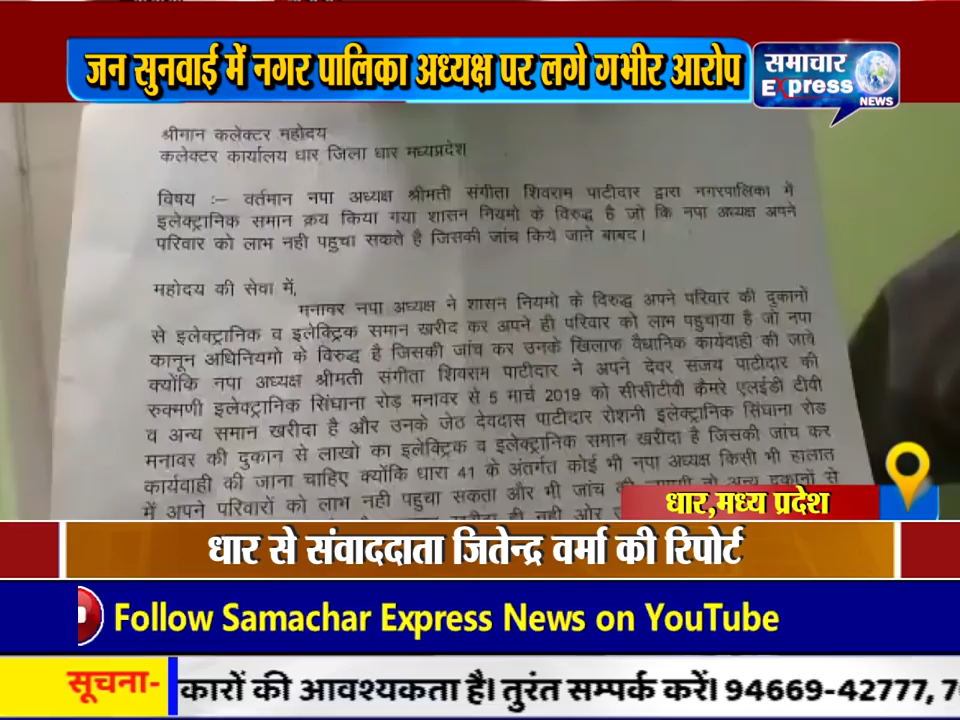 जन सुनवाई में नगर पालिका अध्यक्ष पर लगे गभीर आरोप
समाचार
Express
NEWS
श्रीमान कलेक्टर महोदय
कलेक्टर कार्यालय धार जिला धार मध्यप्रदेश
विषय :– वर्तमान नपा अध्यक्ष श्रीमती संगीता शिवराम पाटीदार द्वारा नगरपालिका में
इलेक्ट्रानिक समान क्रय किया गया शासन नियमो के विरुद्ध है जो कि नपा अध्यक्ष अपने
परिवार को लाभ नही पहुचा सकते है जिसकी जांच किये जाने बाबद।
महोदय की सेवा में,
मनावर नपा अध्यक्ष ने शासन नियमो के विरुद्ध अपने परिवार की दुकानो
से इलेक्ट्रानिक व इलेक्ट्रिक समान खरीद कर अपने ही परिवार को लाभ पहुचाया है जो नपा
कानून अधिनियमो के विरुद्ध है जिसकी जांच कर उनके खिलाफ वैधानिक कार्यवाही की जावे
क्योंकि नपा अध्यक्ष श्रीमती संगीता शिवराम पाटीदार ने अपने देवर सजय पाटीदार की
रुक्मणी इलेक्ट्रानिक सिंघाना रोड़ मनावर से 5 मार्च 2019 को सीसीटीवी कैमरे एलईडी टीवी
व अन्य समान खरीदा है और उनके जेठ देवदास पाटीदार रोशनी इलेक्ट्रानिक सिंघाना रोड
मनावर की दुकान से लाखो का इलेक्ट्रिक व इलेक्ट्रानिक समान खरीदा है जिसकी जांच कर
कार्यवाही की जाना चाहिए क्योंकि धारा 41 के अंतर्गत कोई भी नपा अध्यक्ष किसी भी हालात
में अपने परिवारों को लाभ नही पहुचा सकता और भी जांच की तो अन्य दुकानों से
धार,मध्य प्रदेश
धार से संवाददाता जितेन्द्र वर्मा की रिपोर्ट
Follow Samachar Express News on YouTube
सूचना- कारों की आवश्यकता है। तुरंत सम्पर्क करें। 94669-42777, 7